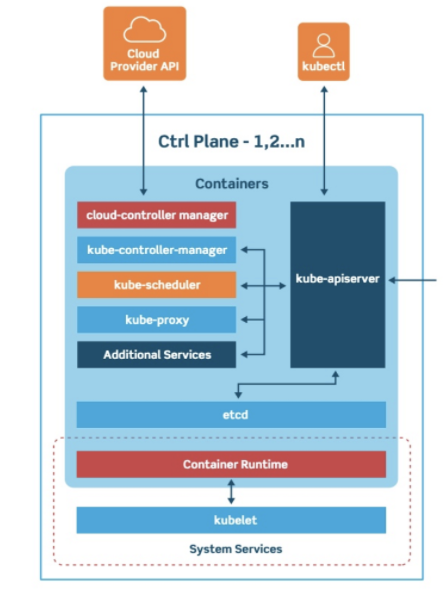 Cloud
Provider API
kubectl
Ctrl Plane - 1,2...n
Containers
cloud-controller manager
kube-controller-manager
kube-scheduler
kube-apiserver
kube-proxy
Additional Services
etcd
Container Runtime
kubelet
System Services